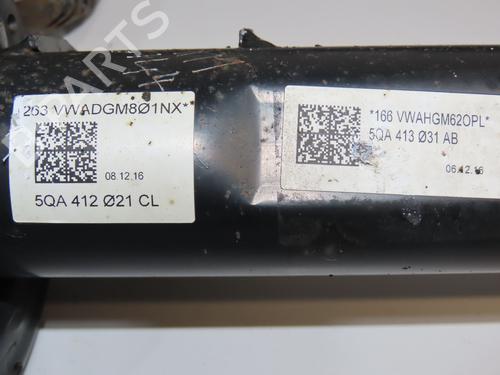 263 VWADGM8Ø1NX*
08.12.16
5QA 412 Ø21 CL
*166 VWAHGM62OPL*
5QA 413 Ø31 AB
06.12.16